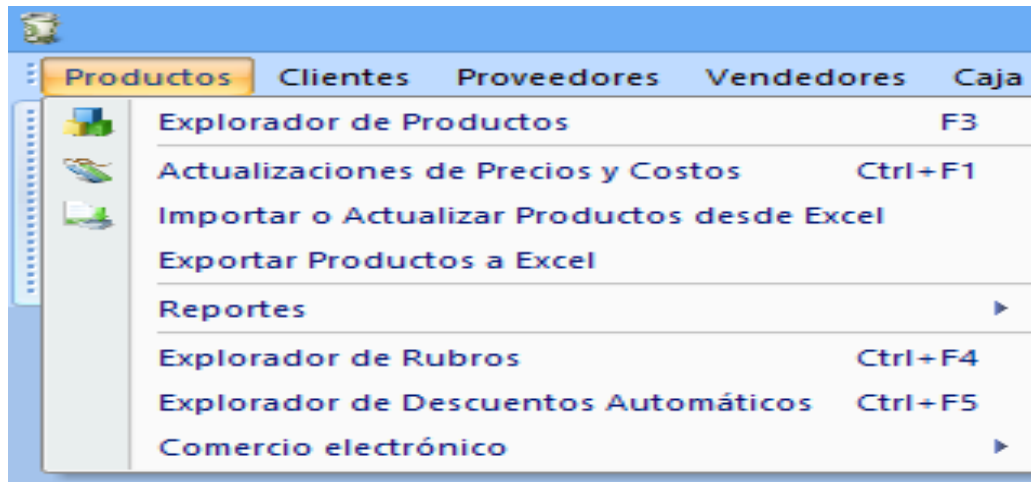 Productos Clientes Proveedores Vendedores Caja
Explorador de Productos F3
Actualizaciones de Precios y Costos Ctrl+F1
Importar o Actualizar Productos desde Excel
Exportar Productos a Excel
Reportes
Explorador de Rubros Ctrl+F4
Explorador de Descuentos Automáticos Ctrl+F5
Comercio electrónico